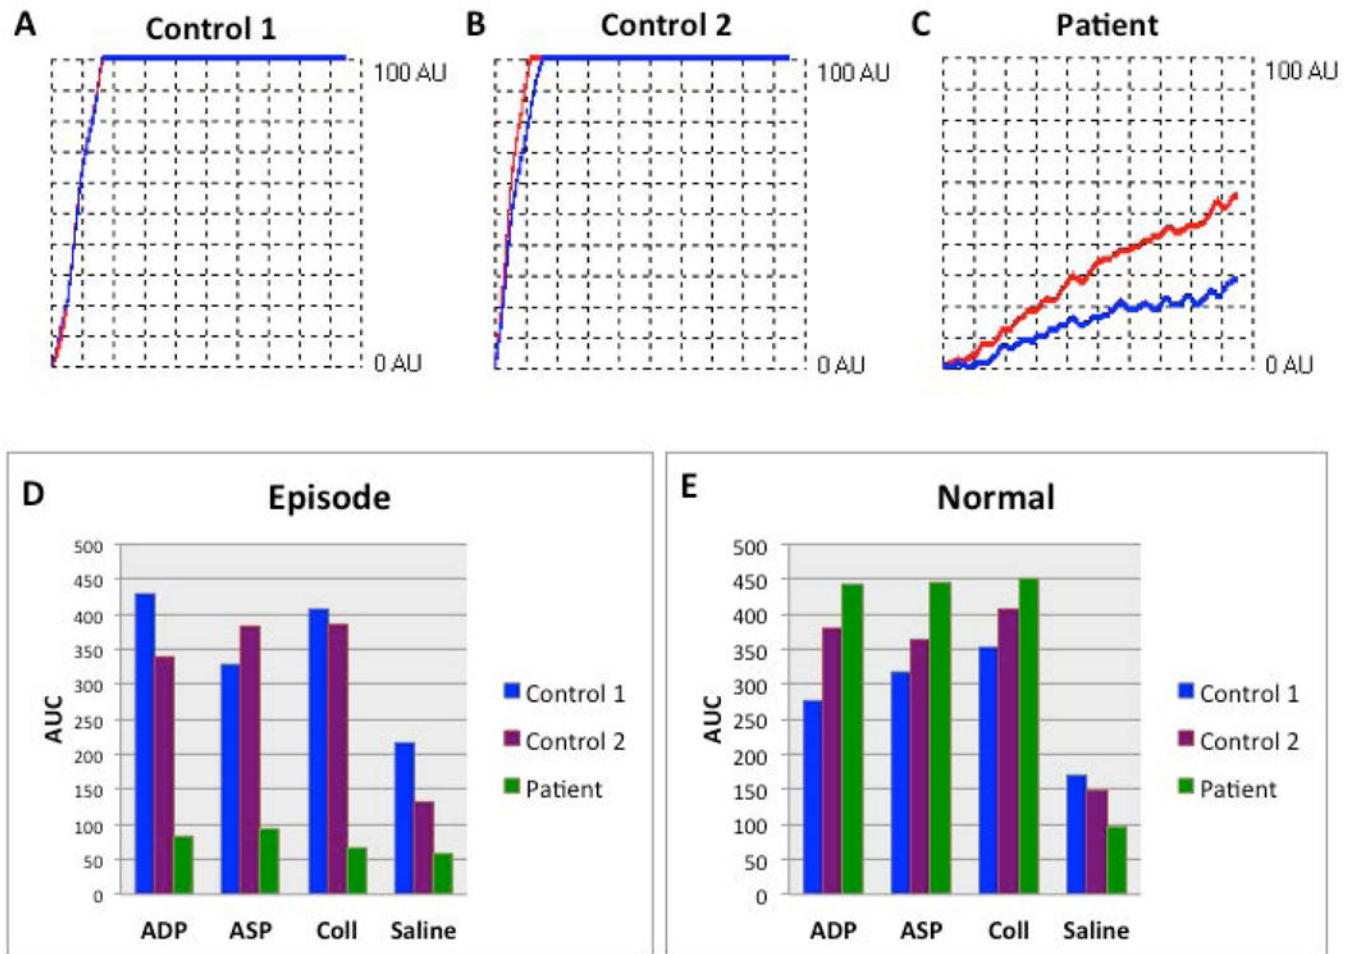 A Control 1
100 AU
0 AU
B Control 2
100 AU
0 AU
C Patient
100 AU
0 AU
D Episode
500
450
400
350
300
250
200
150
100
50
0
AUC
ADP ASP Coll Saline
Control 1
Control 2
Patient
E Normal
500
450
400
350
300
250
200
150
100
50
0
AUC
ADP ASP Coll Saline
Control 1
Control 2
Patient